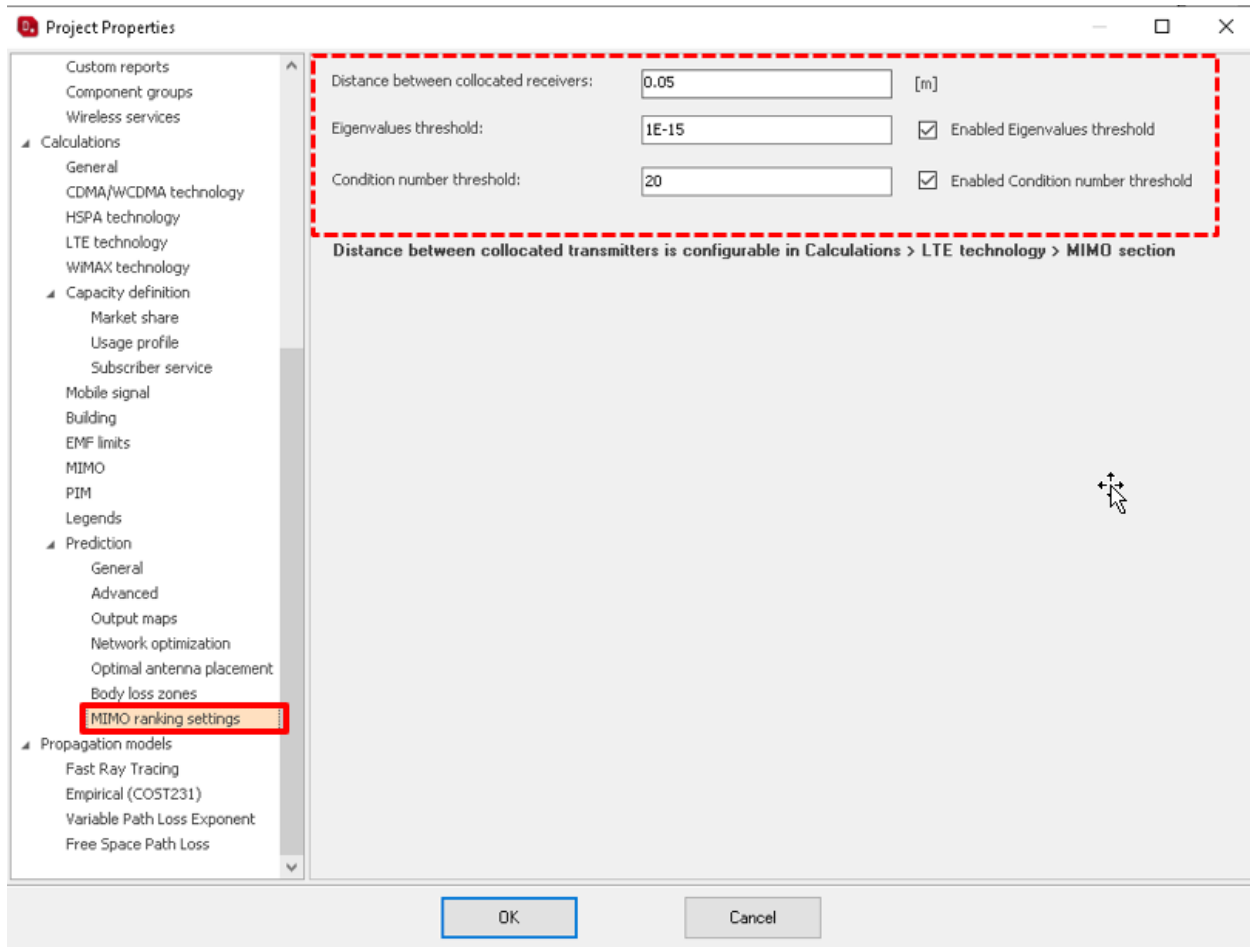 Project Properties
Custom reports
Component groups
Wireless services
Calculations
General
CDMA/WCDMA technology
HSPA technology
LTE technology
WiMAX technology
Capacity definition
Market share
Usage profile
Subscriber service
Mobile signal
Building
EMF limits
MIMO
PIM
Legends
Prediction
General
Advanced
Output maps
Network optimization
Optimal antenna placement
Body loss zones
MIMO ranking settings
Propagation models
Fast Ray Tracing
Empirical (COST231)
Variable Path Loss Exponent
Free Space Path Loss
Distance between collocated receivers: 0.05 [m]
Eigenvalues threshold: 1E-15 Enabled Eigenvalues threshold
Condition number threshold: 20 Enabled Condition number threshold
Distance between collocated transmitters is configurable in Calculations > LTE technology > MIMO section
OK Cancel